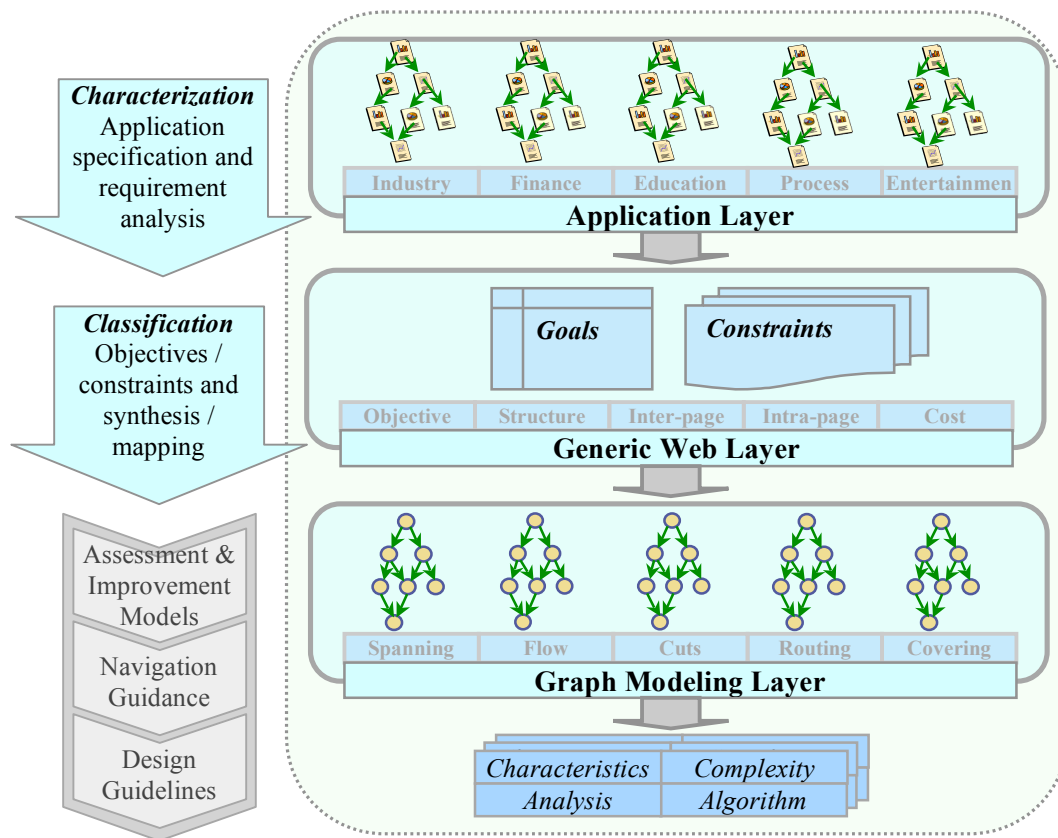 Characterization
Application
specification and
requirement
analysis
Classification
Objectives /
constraints and
synthesis /
mapping
Assessment &
Improvement
Models
Navigation
Guidance
Design
Guidelines
Industry
Finance
Education
Process
Entertainmen
Application Layer
Goals
Constraints
Objective
Structure
Inter-page
Intra-page
Cost
Generic Web Layer
Spanning
Flow
Cuts
Routing
Covering
Graph Modeling Layer
Characteristics
Complexity
Analysis
Algorithm